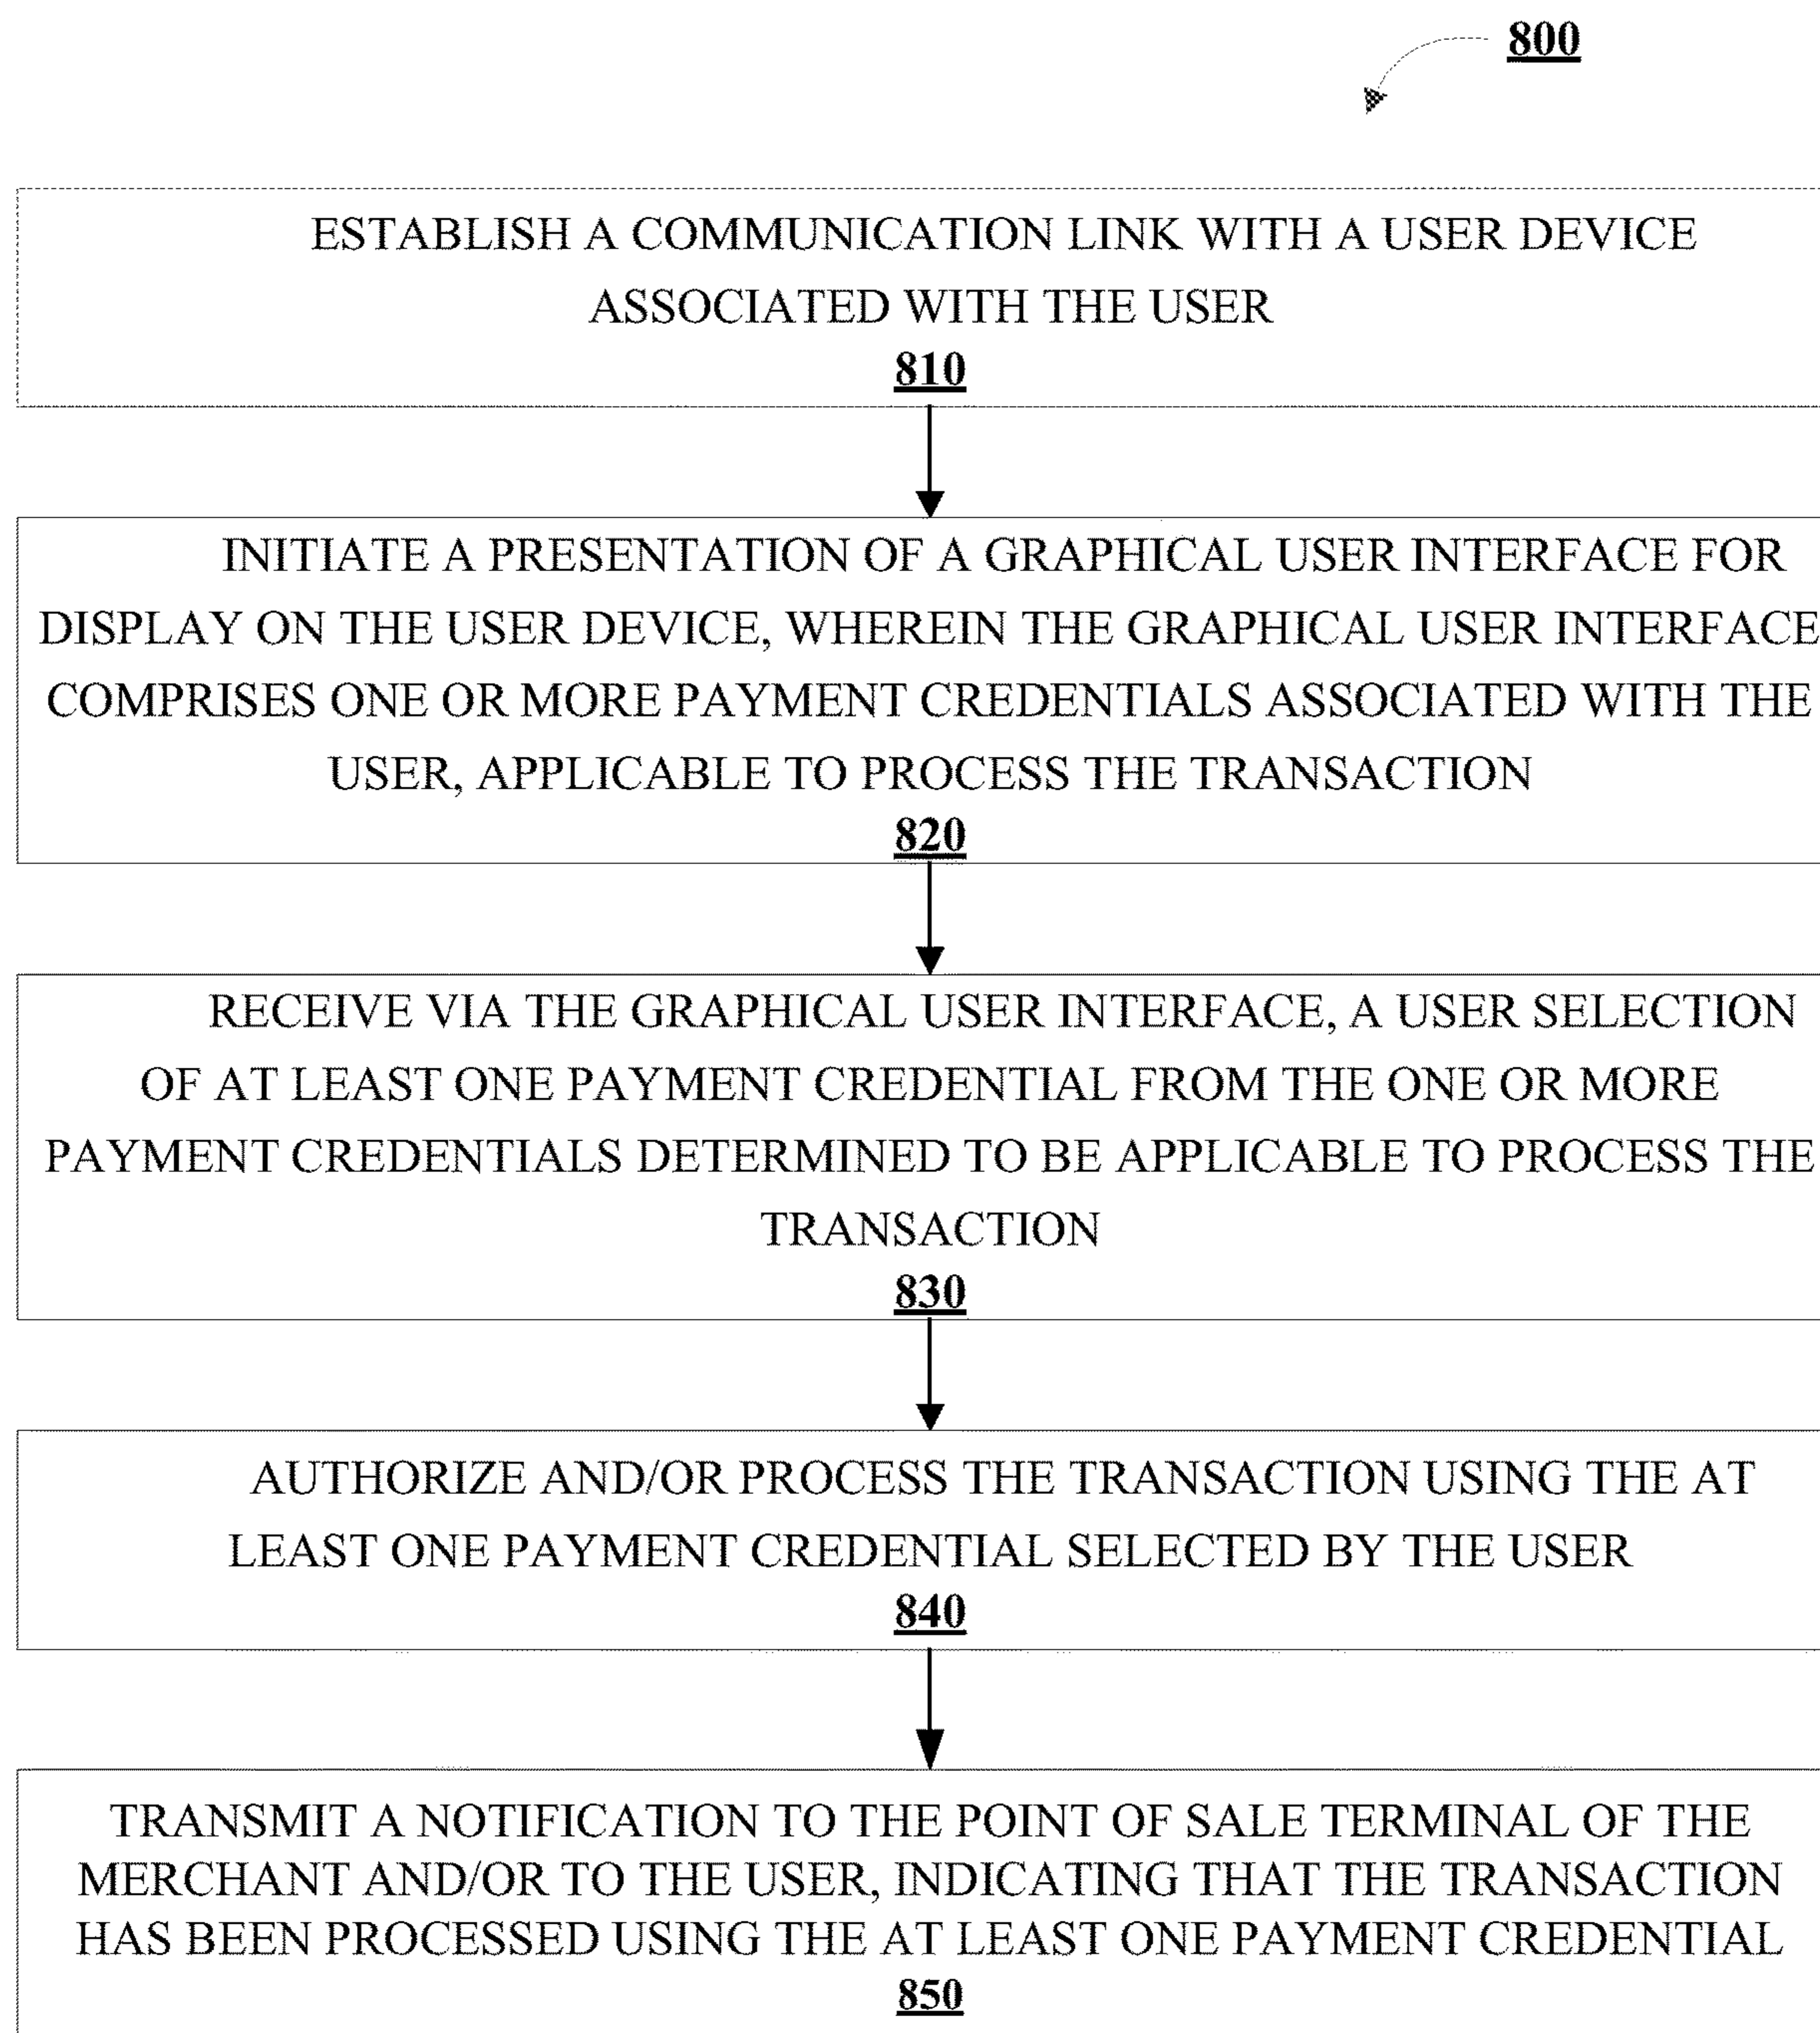 800
ESTABLISH A COMMUNICATION LINK WITH A USER DEVICE
ASSOCIATED WITH THE USER
810
INITIATE A PRESENTATION OF A GRAPHICAL USER INTERFACE FOR
DISPLAY ON THE USER DEVICE, WHEREIN THE GRAPHICAL USER INTERFACE
COMPRISES ONE OR MORE PAYMENT CREDENTIALS ASSOCIATED WITH THE
USER, APPLICABLE TO PROCESS THE TRANSACTION
820
RECEIVE VIA THE GRAPHICAL USER INTERFACE, A USER SELECTION
OF AT LEAST ONE PAYMENT CREDENTIAL FROM THE ONE OR MORE
PAYMENT CREDENTIALS DETERMINED TO BE APPLICABLE TO PROCESS THE
TRANSACTION
830
AUTHORIZE AND/OR PROCESS THE TRANSACTION USING THE AT
LEAST ONE PAYMENT CREDENTIAL SELECTED BY THE USER
840
TRANSMIT A NOTIFICATION TO THE POINT OF SALE TERMINAL OF THE
MERCHANT AND/OR TO THE USER, INDICATING THAT THE TRANSACTION
HAS BEEN PROCESSED USING THE AT LEAST ONE PAYMENT CREDENTIAL
850